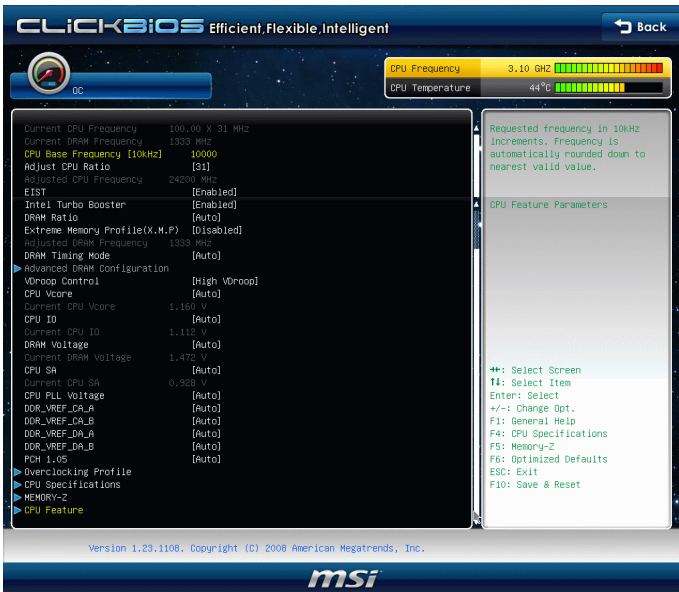 CLiCKBiOS Efficient,Flexible,Intelligent
Back
OC
CPU Frequency 3.10 GHZ
CPU Temperature 44°C
Current CPU Frequency 100.00 X 31 MHz
Current DRAM Frequency 1333 MHz
CPU Base Frequency [10kHz] 10000
Adjust CPU Ratio [31]
Adjusted CPU Frequency 24200 MHz
EIST [Enabled]
Intel Turbo Booster [Enabled]
DRAM Ratio [Auto]
Extreme Memory Profile(X.M.P) [Disabled]
Adjusted DRAM Frequency 1333 MHz
DRAM Timing Mode [Auto]
Advanced DRAM Configuration
VDroop Control [High VDroop]
CPU Vcore [Auto]
Current CPU Vcore 1.160 V
CPU IO [Auto]
Current CPU IO 1.112 V
DRAM Voltage [Auto]
Current DRAM Voltage 1.472 V
CPU SA [Auto]
Current CPU SA 0.928 V
CPU PLL Voltage [Auto]
DDR_VREF_CA_A [Auto]
DDR_VREF_CA_B [Auto]
DDR_VREF_DA_A [Auto]
DDR_VREF_DA_B [Auto]
PCH 1.05 [Auto]
Overclocking Profile
CPU Specifications
MEMORY-Z
CPU Feature
Requested frequency in 10kHz
increments. Frequency is
automatically rounded down to
nearest valid value.
CPU Feature Parameters
→←: Select Screen
↑↓: Select Item
Enter: Select
+/-: Change Opt.
F1: General Help
F4: CPU Specifications
F5: Memory-Z
F6: Optimized Defaults
ESC: Exit
F10: Save & Reset
Version 1.23.1108. Copyright (C) 2008 American Megatrends, Inc.
msi